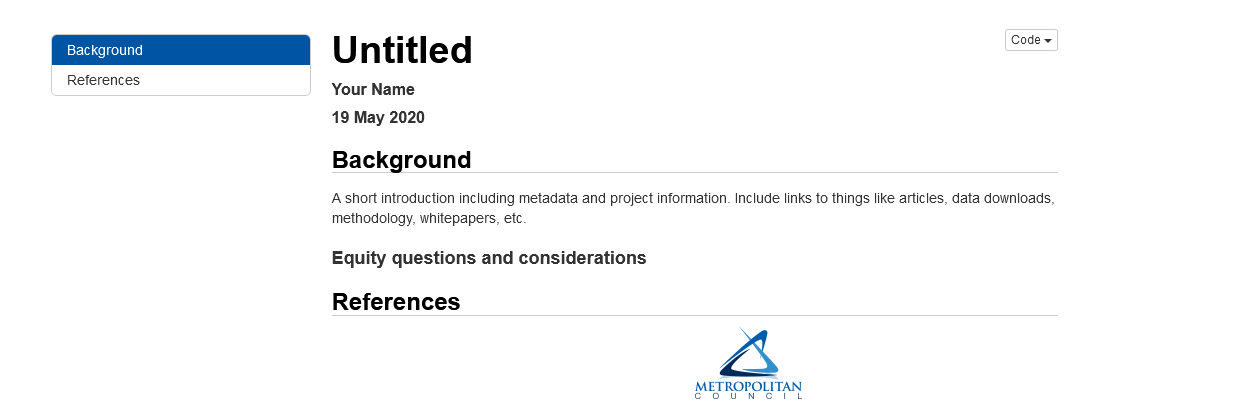 Background
References
Untitled
Code
Your Name
19 May 2020
Background
A short introduction including metadata and project information. Include links to things like articles, data downloads,
methodology, whitepapers, etc.
Equity questions and considerations
References
METROPOLITAN
COUNCIL